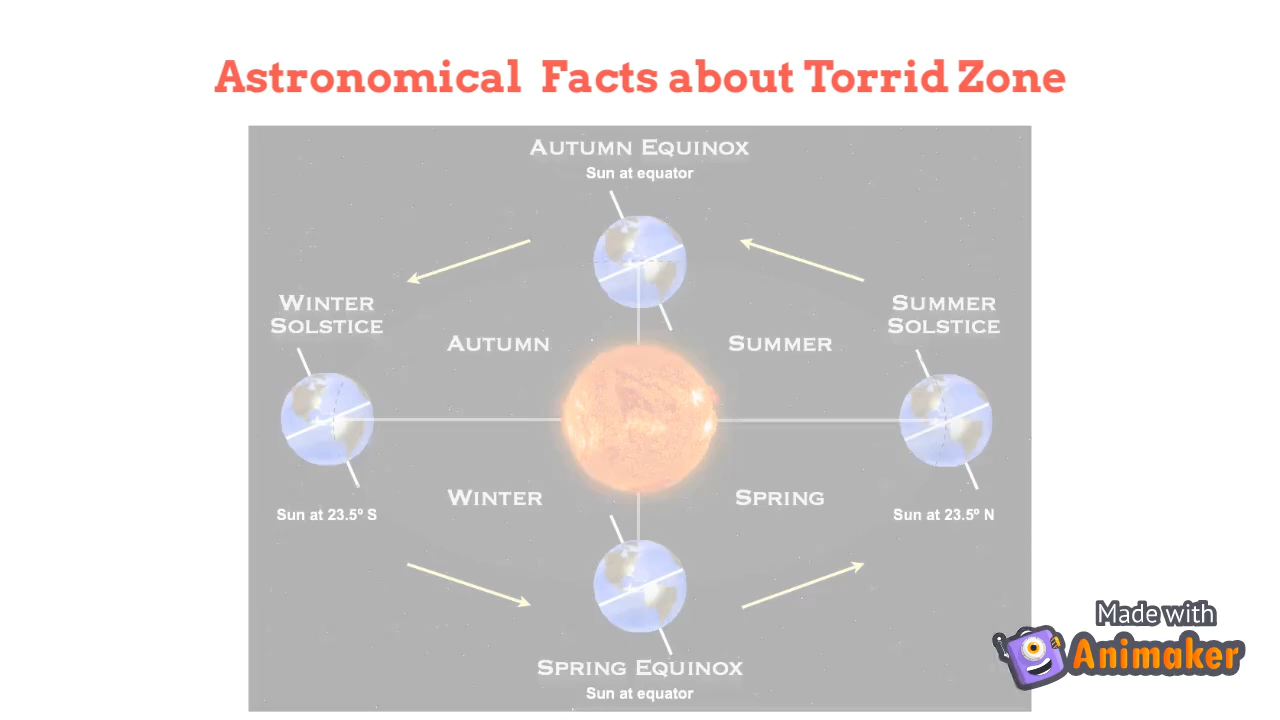 Astronomical Facts about Torrid Zone
AUTUMN EQUINOX
Sun at equator
WINTER
SOLSTICE
SUMMER
SOLSTICE
AUTUMN
SUMMER
WINTER
SPRING
Sun at 23.5º S
Sun at 23.5º N
SPRING EQUINOX
Sun at equator
Made with
Animaker